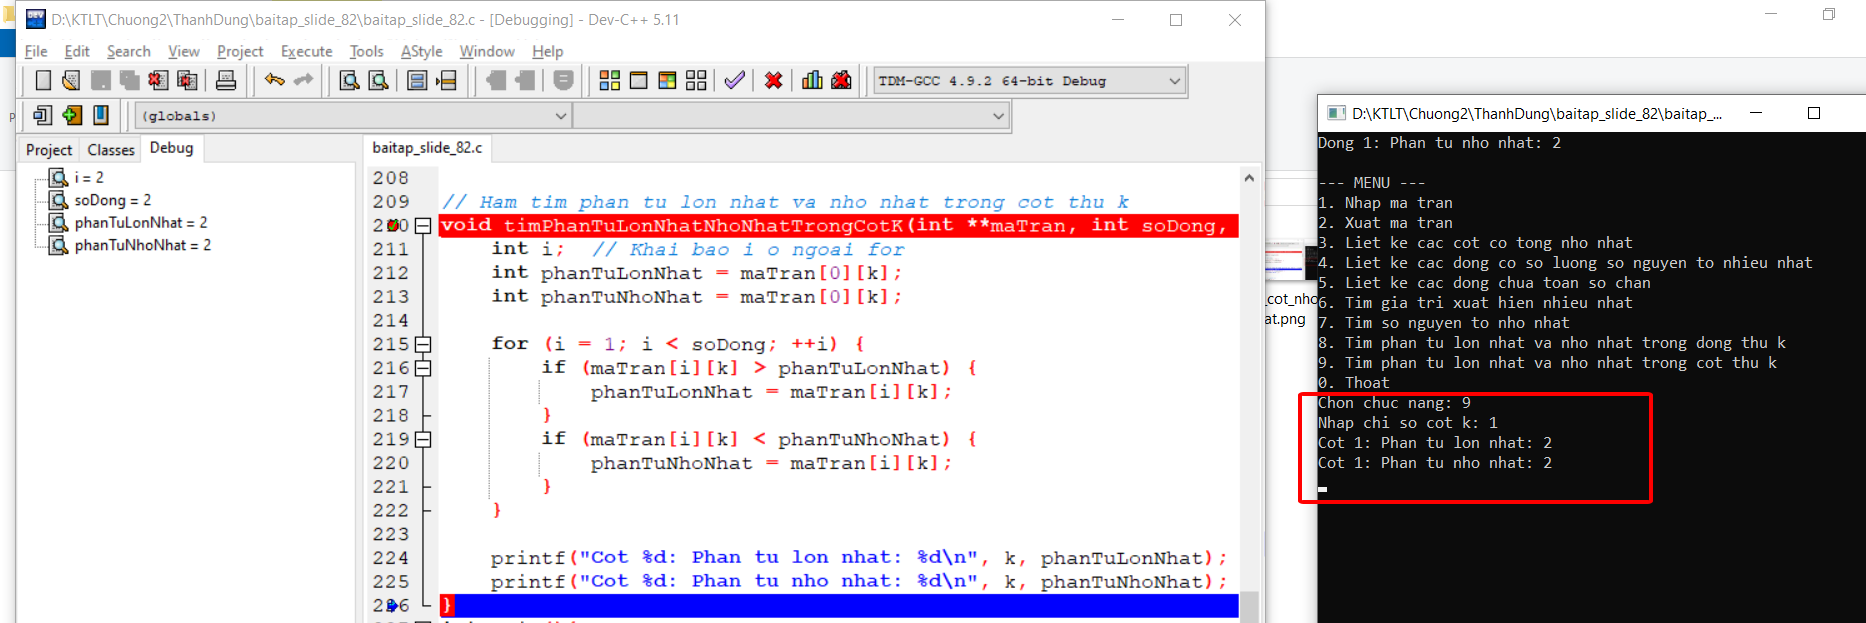 D:\KTLT\Chuong2\ThanhDung\baitap_slide_82\baitap_slide_82.c - [Debugging] - Dev-C++ 5.11
File Edit Search View Project Execute Tools AStyle Window Help
TDM-GCC 4.9.2 64-bit Debug
(globals)
Project Classes Debug
i = 2
soDong = 2
phanTuLonNhat = 2
phanTuNhoNhat = 2
baitap_slide_82.c
208
209 // Ham tim phan tu lon nhat va nho nhat trong cot thu k
void timPhanTuLonNhatNhoNhatTrongCotK(int **maTran, int soDong,
211 int i; // Khai bao i o ngoai for
212 int phanTuLonNhat = maTran[0][k];
213 int phanTuNhoNhat = maTran[0][k];
214
215 for (i = 1; i < soDong; ++i) {
216 if (maTran[i][k] > phanTuLonNhat) {
217 phanTuLonNhat = maTran[i][k];
218 }
219 if (maTran[i][k] < phanTuNhoNhat) {
220 phanTuNhoNhat = maTran[i][k];
221 }
222 }
223
224 printf("Cot %d: Phan tu lon nhat: %d\n", k, phanTuLonNhat);
225 printf("Cot %d: Phan tu nho nhat: %d\n", k, phanTuNhoNhat);
}
_cot_nho
at.png
D:\KTLT\Chuong2\ThanhDung\baitap_slide_82\baitap_...
Dong 1: Phan tu nho nhat: 2
--- MENU ---
1. Nhap ma tran
2. Xuat ma tran
3. Liet ke cac cot co tong nho nhat
4. Liet ke cac dong co so luong so nguyen to nhieu nhat
5. Liet ke cac dong chua toan so chan
6. Tim gia tri xuat hien nhieu nhat
7. Tim so nguyen to nho nhat
8. Tim phan tu lon nhat va nho nhat trong dong thu k
9. Tim phan tu lon nhat va nho nhat trong cot thu k
0. Thoat
Chon chuc nang: 9
Nhap chi so cot k: 1
Cot 1: Phan tu lon nhat: 2
Cot 1: Phan tu nho nhat: 2